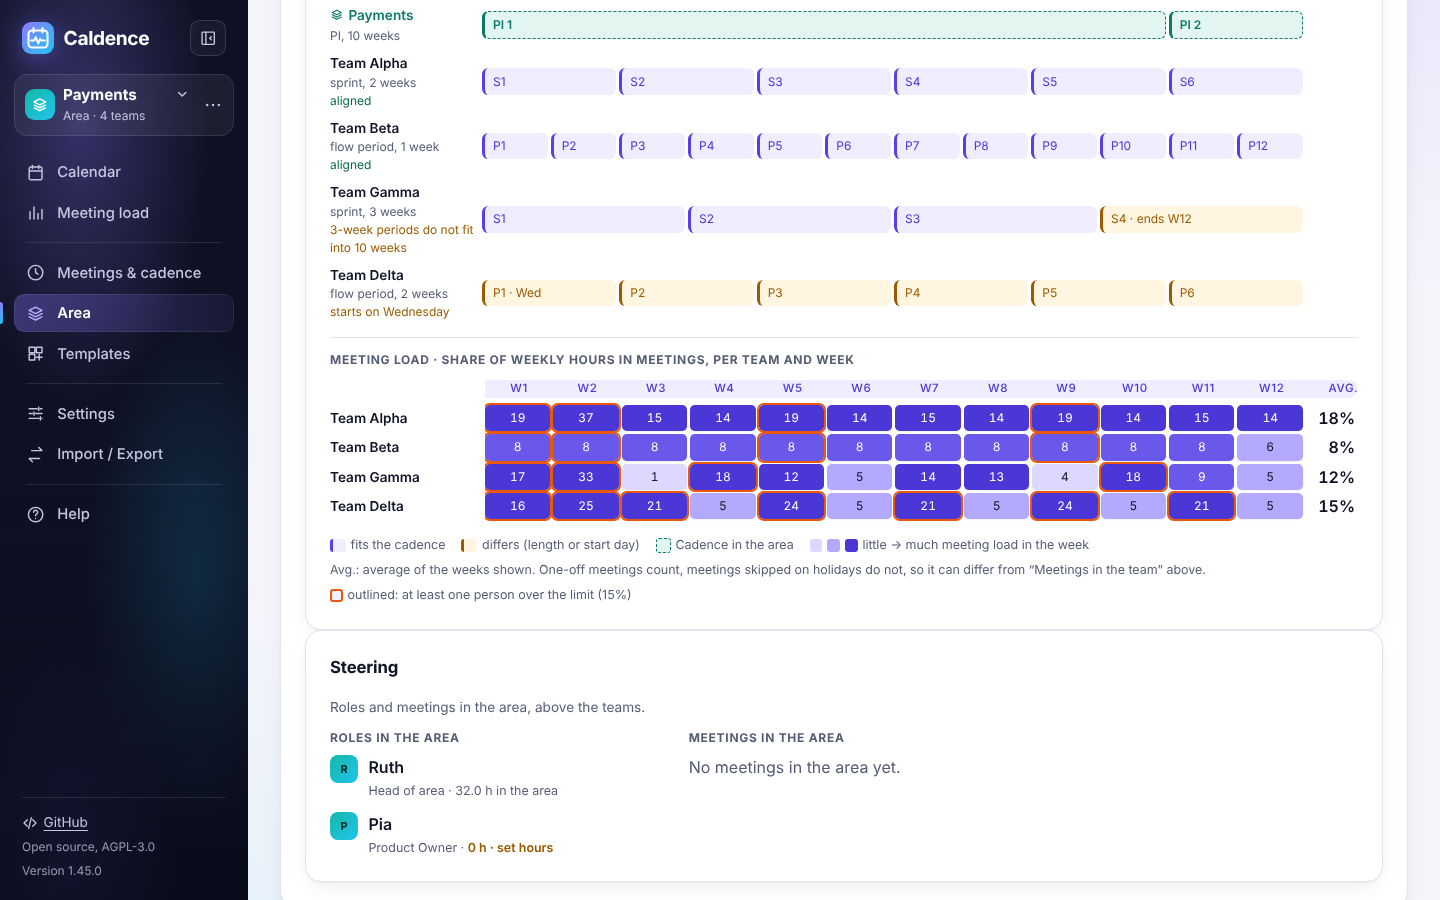 Caldence
Payments
Area · 4 teams
Calendar
Meeting load
Meetings & cadence
Area
Templates
Settings
Import / Export
Help
GitHub
Open source, AGPL-3.0
Version 1.45.0
Payments
PI, 10 weeks
PI 1
PI 2
Team Alpha
sprint, 2 weeks
aligned
S1 S2 S3 S4 S5 S6
Team Beta
flow period, 1 week
aligned
P1 P2 P3 P4 P5 P6 P7 P8 P9 P10 P11 P12
Team Gamma
sprint, 3 weeks
3-week periods do not fit
into 10 weeks
S1 S2 S3 S4 · ends W12
Team Delta
flow period, 2 weeks
starts on Wednesday
P1 · Wed P2 P3 P4 P5 P6
MEETING LOAD · SHARE OF WEEKLY HOURS IN MEETINGS, PER TEAM AND WEEK
W1 W2 W3 W4 W5 W6 W7 W8 W9 W10 W11 W12 AVG.
Team Alpha 19 37 15 14 19 14 15 14 19 14 15 14 18%
Team Beta 8 8 8 8 8 8 8 8 8 8 8 6 8%
Team Gamma 17 33 1 18 12 5 14 13 4 18 9 5 12%
Team Delta 16 25 21 5 24 5 21 5 24 5 21 5 15%
fits the cadence differs (length or start day) Cadence in the area little → much meeting load in the week
Avg.: average of the weeks shown. One-off meetings count, meetings skipped on holidays do not, so it can differ from “Meetings in the team” above.
outlined: at least one person over the limit (15%)
Steering
Roles and meetings in the area, above the teams.
ROLES IN THE AREA
R Ruth
Head of area · 32.0 h in the area
P Pia
Product Owner · 0 h · set hours
MEETINGS IN THE AREA
No meetings in the area yet.